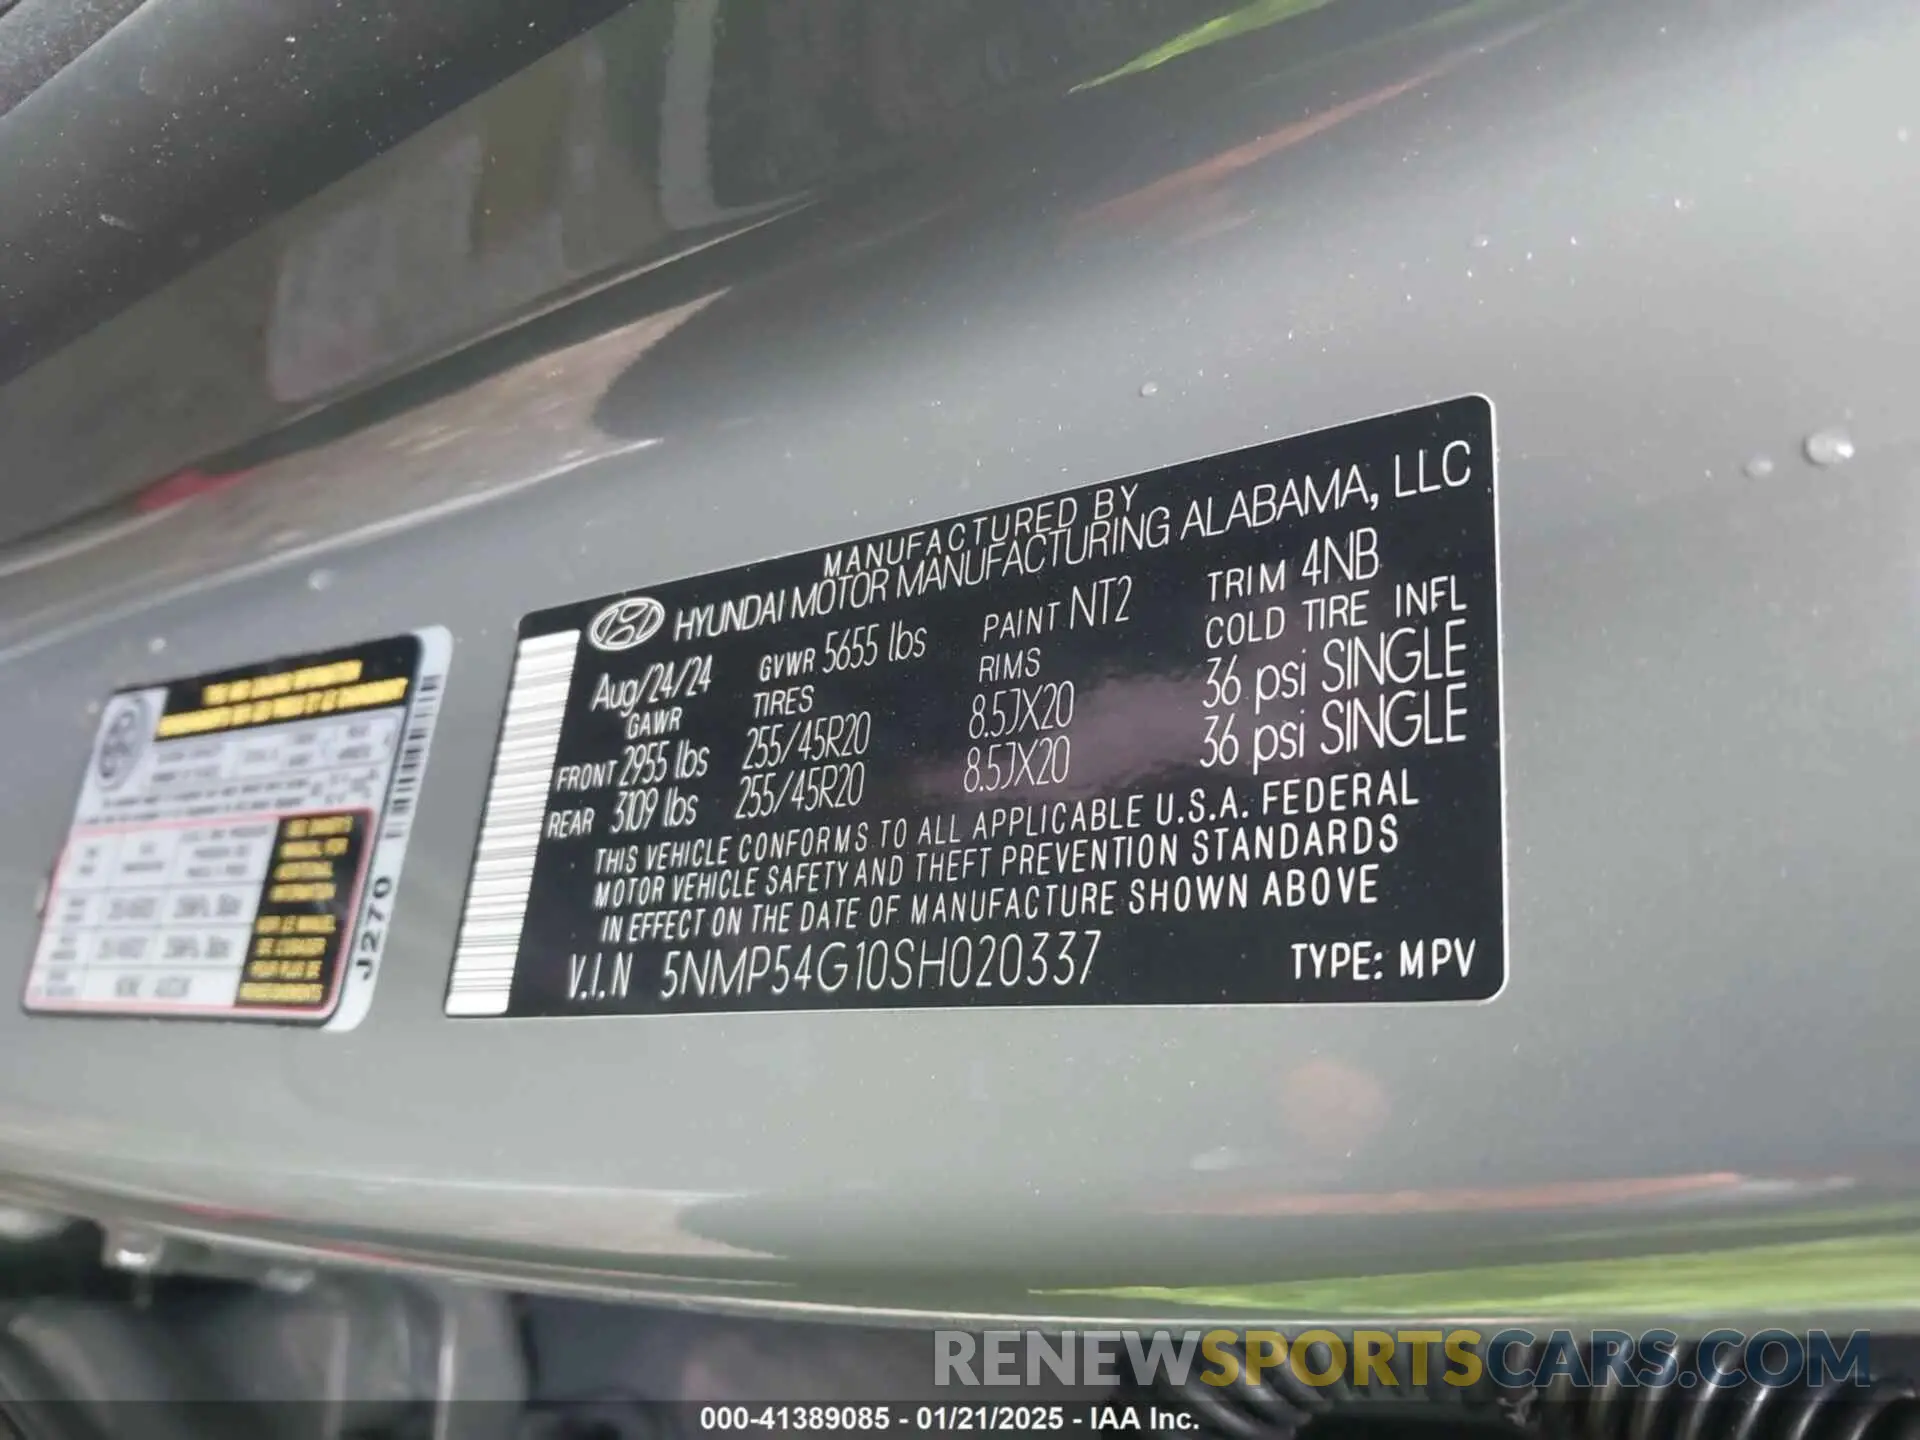 MANUFACTURED BY
HYUNDAI MOTOR MANUFACTURING ALABAMA, LLC
Aug/24/24 GVWR 5655 lbs PAINT NT2 TRIM 4NB
GAWR TIRES RIMS COLD TIRE INFL
FRONT 2955 lbs 255/45R20 8.5JX20 36 psi SINGLE
REAR 3109 lbs 255/45R20 8.5JX20 36 psi SINGLE
THIS VEHICLE CONFORMS TO ALL APPLICABLE U.S.A. FEDERAL
MOTOR VEHICLE SAFETY AND THEFT PREVENTION STANDARDS
IN EFFECT ON THE DATE OF MANUFACTURE SHOWN ABOVE
V.I.N 5NMP54G10SH020337 TYPE: MPV
J270
RENEWSPORTSCARS.COM
000-41389085 - 01/21/2025 - IAA Inc.